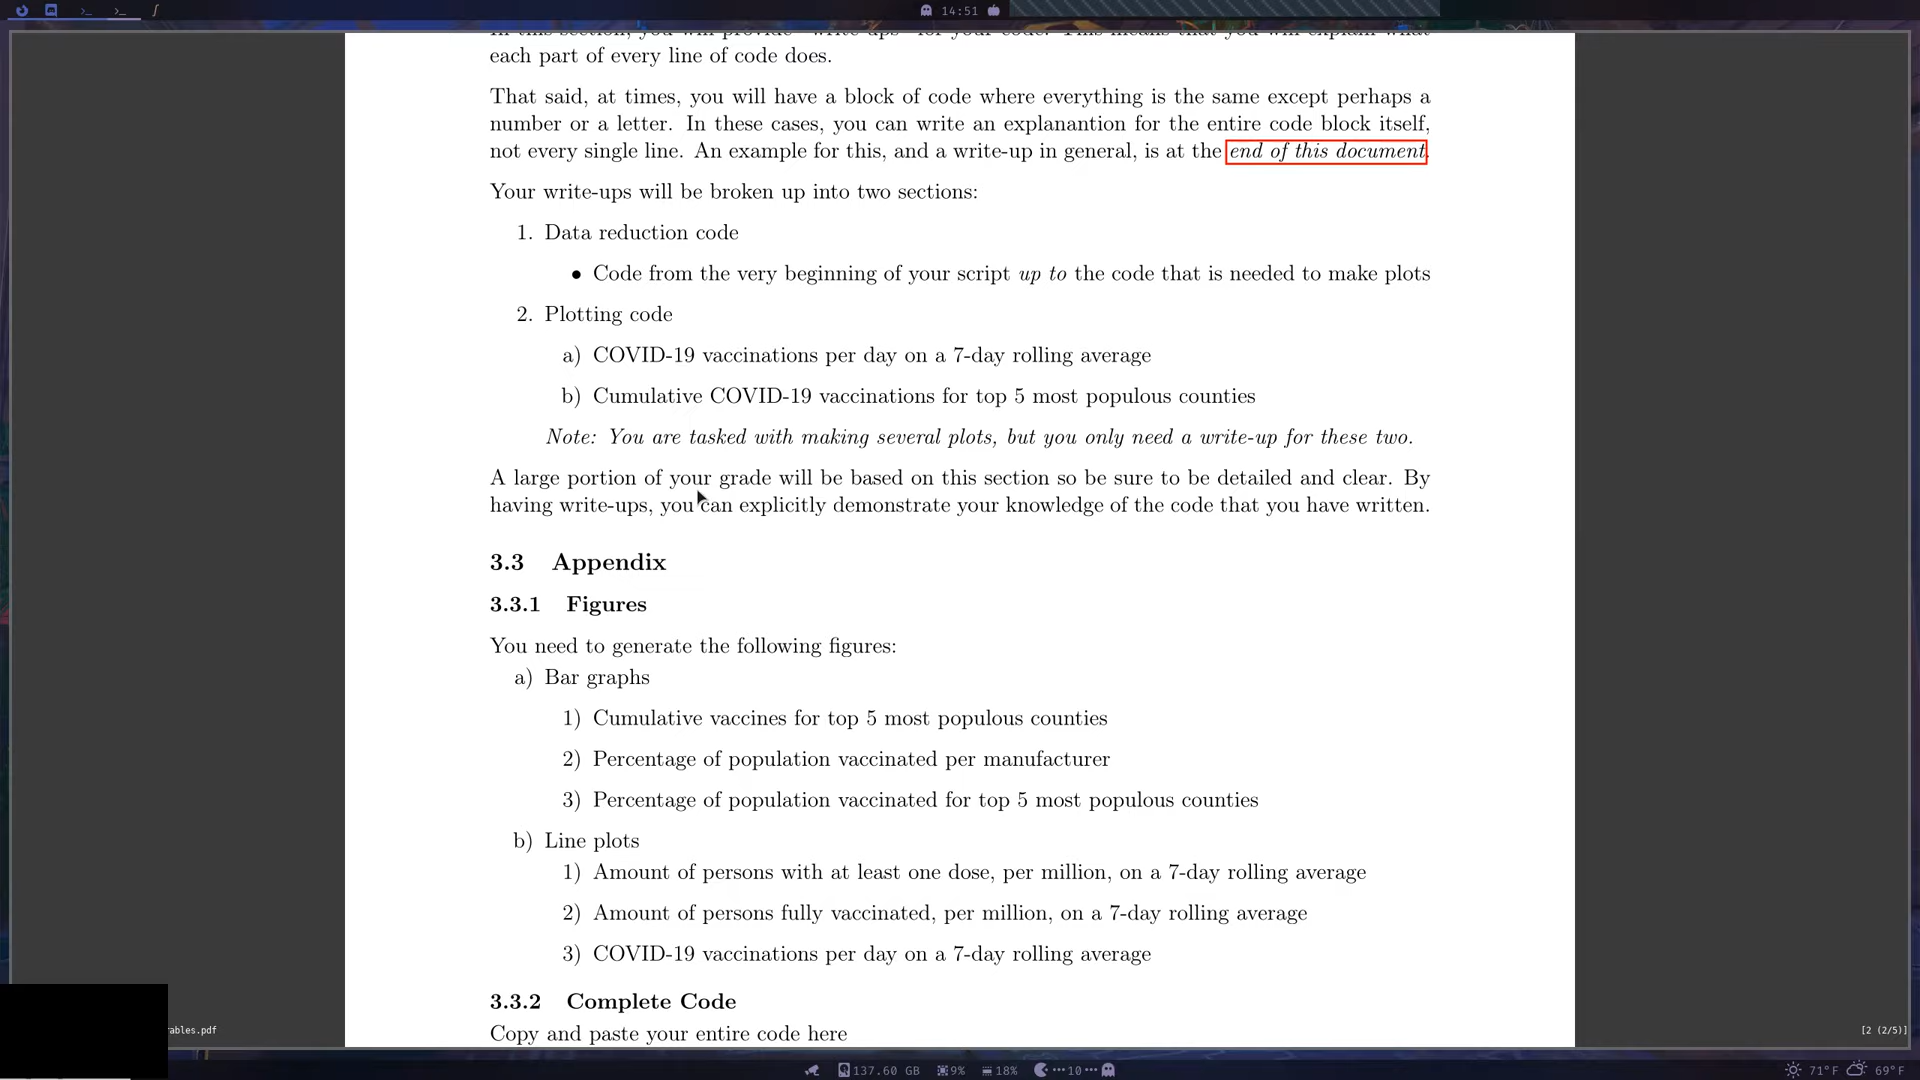 14:51
each part of every line of code does.
That said, at times, you will have a block of code where everything is the same except perhaps a
number or a letter. In these cases, you can write an explanantion for the entire code block itself,
not every single line. An example for this, and a write-up in general, is at the end of this document.
Your write-ups will be broken up into two sections:
1. Data reduction code
• Code from the very beginning of your script up to the code that is needed to make plots
2. Plotting code
a) COVID-19 vaccinations per day on a 7-day rolling average
b) Cumulative COVID-19 vaccinations for top 5 most populous counties
Note: You are tasked with making several plots, but you only need a write-up for these two.
A large portion of your grade will be based on this section so be sure to be detailed and clear. By
having write-ups, you can explicitly demonstrate your knowledge of the code that you have written.
3.3 Appendix
3.3.1 Figures
You need to generate the following figures:
a) Bar graphs
1) Cumulative vaccines for top 5 most populous counties
2) Percentage of population vaccinated per manufacturer
3) Percentage of population vaccinated for top 5 most populous counties
b) Line plots
1) Amount of persons with at least one dose, per million, on a 7-day rolling average
2) Amount of persons fully vaccinated, per million, on a 7-day rolling average
3) COVID-19 vaccinations per day on a 7-day rolling average
3.3.2 Complete Code
Copy and paste your entire code here
ables.pdf
[2 (2/5)]
137.60 GB 9% 18% 10
71°F 69°F